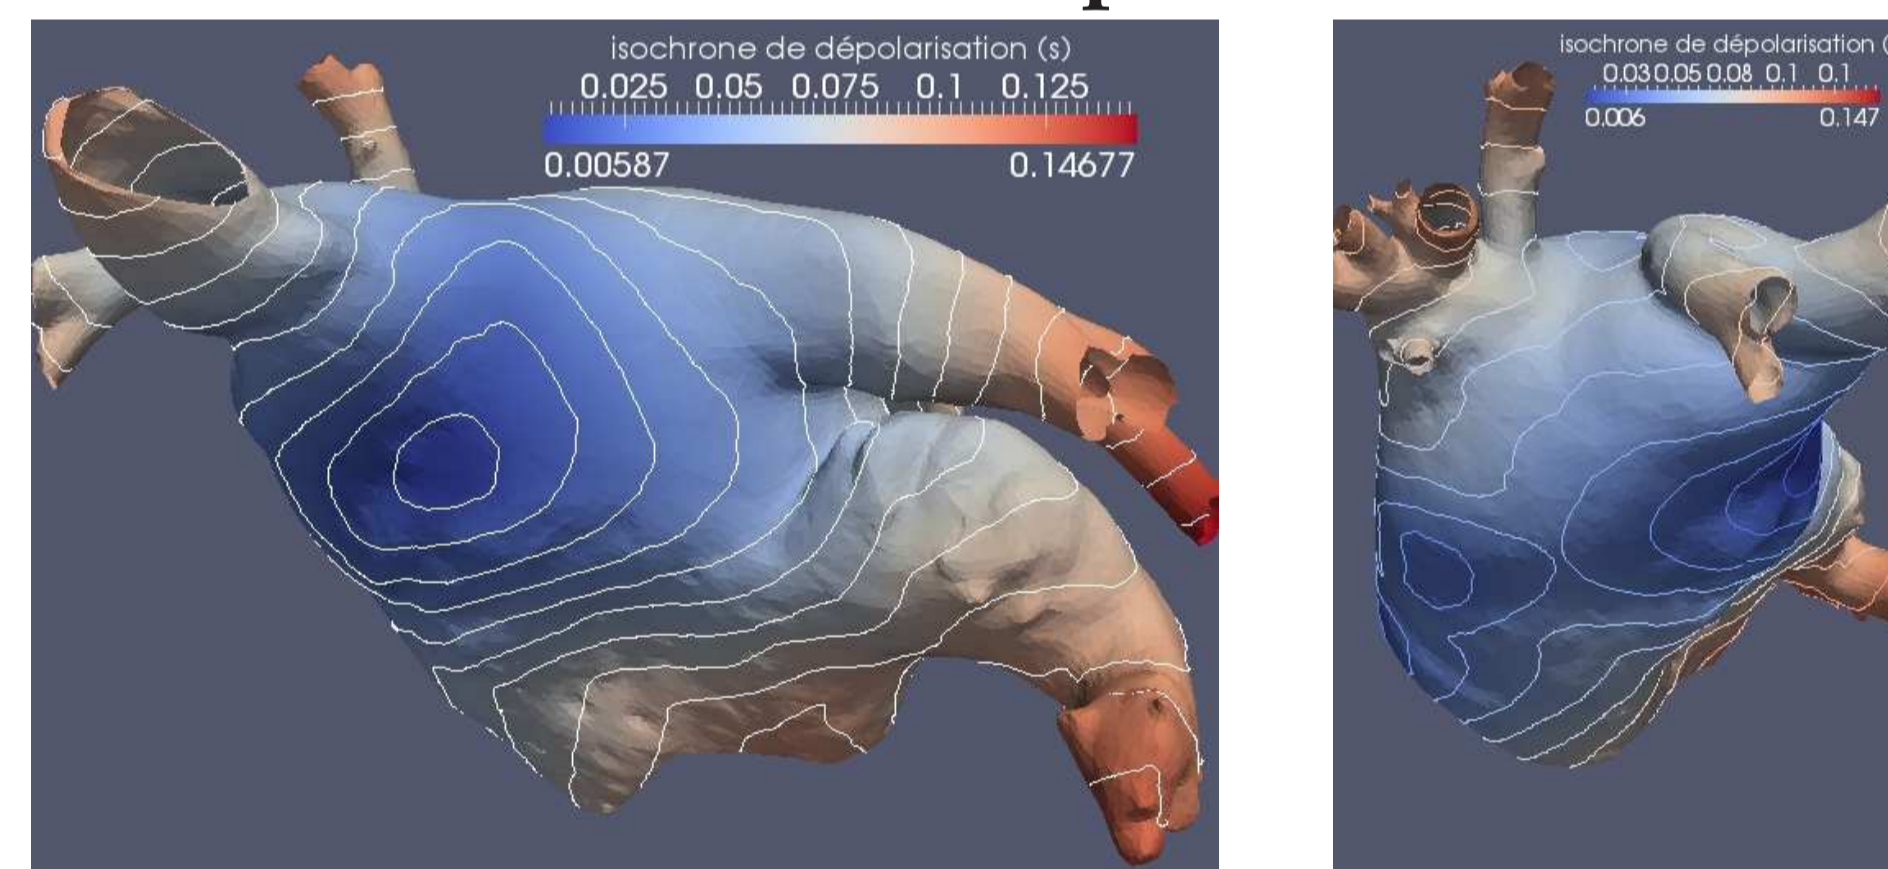 isochrone de dépolarisation (s)
0.025 0.05 0.075 0.1 0.125
0.00587 0.14677
isochrone de dépolarisation (
0.03 0.05 0.08 0.1 0.1
0.006 0.147